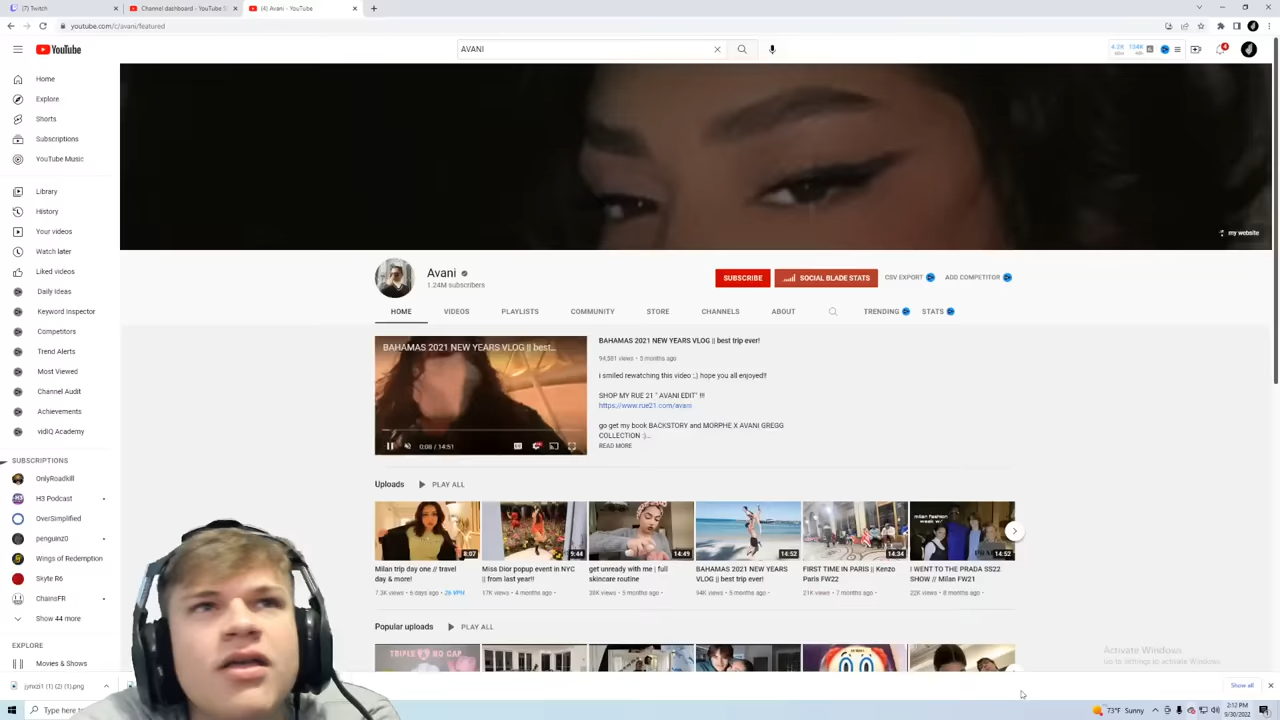 (7) Twitch
Channel dashboard - YouTube S
(4) Avani - YouTube
youtube.com/c/avani/featured
YouTube
AVANI
Home
Explore
Shorts
Subscriptions
YouTube Music
Library
History
Your videos
Watch later
Liked videos
Daily Ideas
Keyword Inspector
Competitors
Trend Alerts
Most Viewed
Channel Audit
Achievements
vidIQ Academy
SUBSCRIPTIONS
OnlyRoadkill
H3 Podcast
OverSimplified
penguinz0
Wings of Redemption
Skyte R6
ChainsFR
Show 44 more
EXPLORE
Movies & Shows
my website
Avani
1.24M subscribers
SUBSCRIBE
SOCIAL BLADE STATS
CSV EXPORT
ADD COMPETITOR
HOME VIDEOS PLAYLISTS COMMUNITY STORE CHANNELS ABOUT TRENDING STATS
BAHAMAS 2021 NEW YEARS VLOG || best...
0:08 / 14:51
BAHAMAS 2021 NEW YEARS VLOG || best trip ever!
94,581 views • 5 months ago
i smiled rewatching this video ;,) hope you all enjoyed!!
SHOP MY RUE 21 " AVANI EDIT" !!!
https://www.rue21.com/avani
go get my book BACKSTORY and MORPHE X AVANI GREGG
COLLECTION :)...
READ MORE
Uploads PLAY ALL
8:07
9:44
14:49
14:52
14:34
milan fashion
week w/
14:52
Milan trip day one // travel
day & more!
7.3K views • 6 days ago • 26 VPH
Miss Dior popup event in NYC
|| from last year!!
17K views • 4 months ago •
get unready with me | full
skincare routine
38K views • 5 months ago •
BAHAMAS 2021 NEW YEARS
VLOG || best trip ever!
94K views • 5 months ago •
FIRST TIME IN PARIS || Kenzo
Paris FW22
21K views • 7 months ago •
I WENT TO THE PRADA SS22
SHOW // Milan FW21
22K views • 8 months ago •
Popular uploads PLAY ALL
TRIPLE NO CAP
Activate Windows
Go to Settings to activate Windows.
jynxzi1 (1) (2) (1).png
Show all
Type here to
73°F Sunny
2:12 PM
9/30/2022